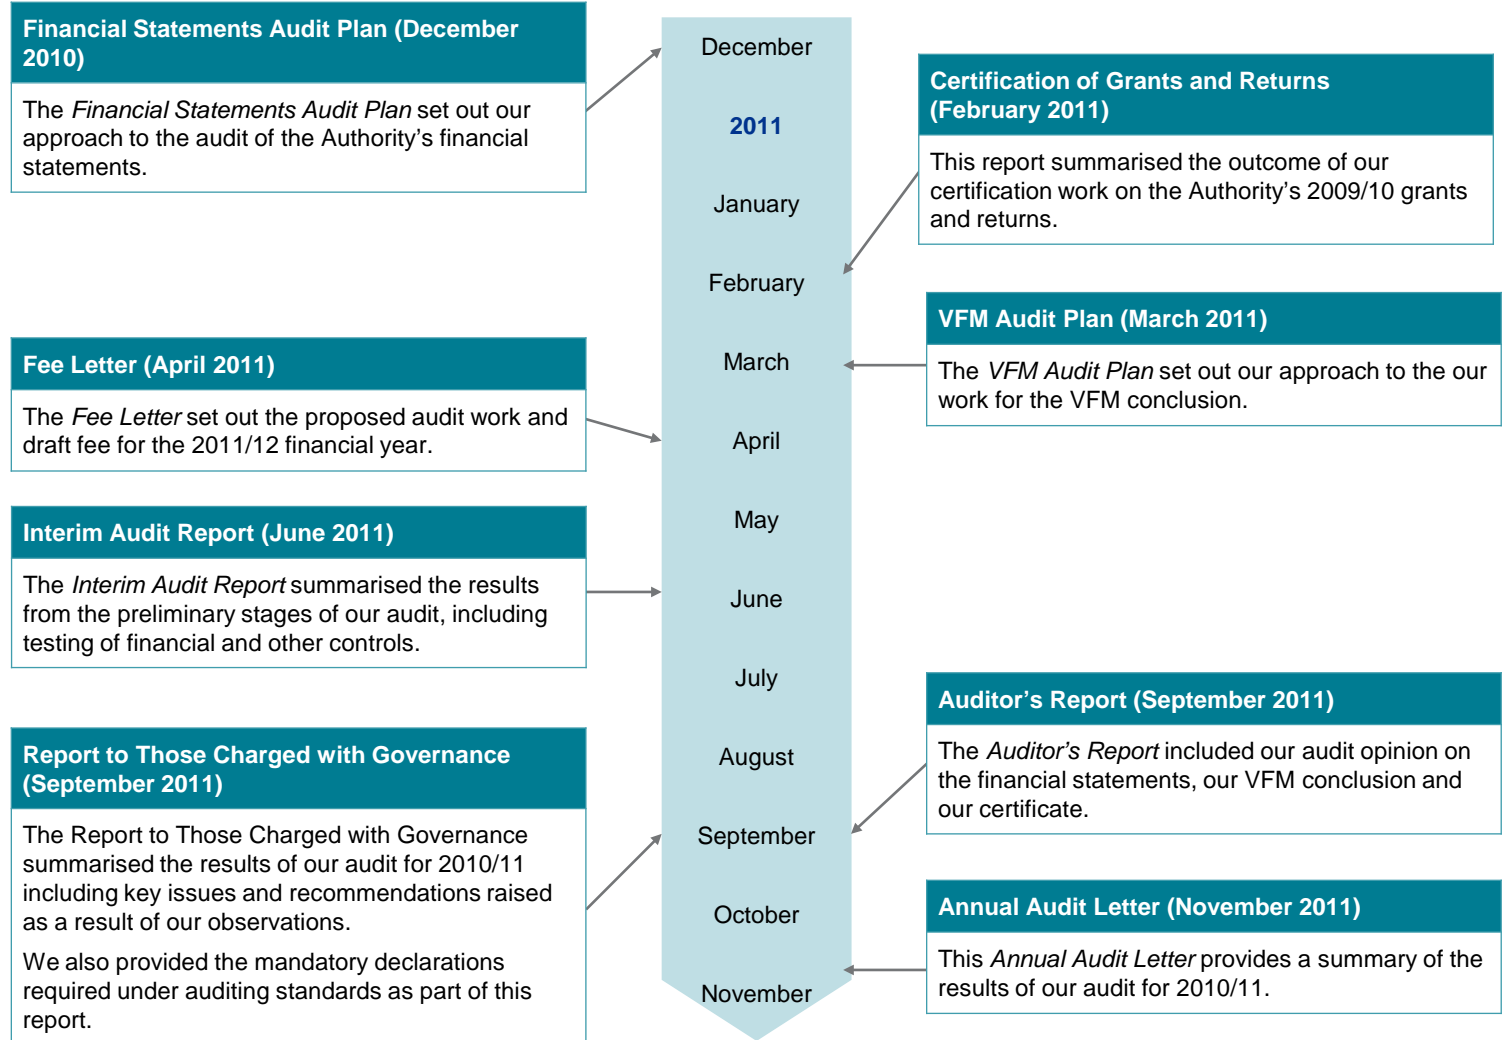 Financial Statements Audit Plan (December
2010)
The Financial Statements Audit Plan set out our
approach to the audit of the Authority's financial
statements.
Fee Letter (April 2011)
The Fee Letter set out the proposed audit work and
draft fee for the 2011/12 financial year.
Interim Audit Report (June 2011)
The Interim Audit Report summarised the results
from the preliminary stages of our audit, including
testing of financial and other controls.
Report to Those Charged with Governance
(September 2011)
The Report to Those Charged with Governance
summarised the results of our audit for 2010/11
including key issues and recommendations raised
as a result of our observations.
We also provided the mandatory declarations
required under auditing standards as part of this
report.
December
2011
January
February
March
April
May
June
July
August
September
October
November
Certification of Grants and Returns
(February 2011)
This report summarised the outcome of our
certification work on the Authority's 2009/10 grants
and returns.
VFM Audit Plan (March 2011)
The VFM Audit Plan set out our approach to the our
work for the VFM conclusion.
Auditor's Report (September 2011)
The Auditor's Report included our audit opinion on
the financial statements, our VFM conclusion and
our certificate.
Annual Audit Letter (November 2011)
This Annual Audit Letter provides a summary of the
results of our audit for 2010/11.